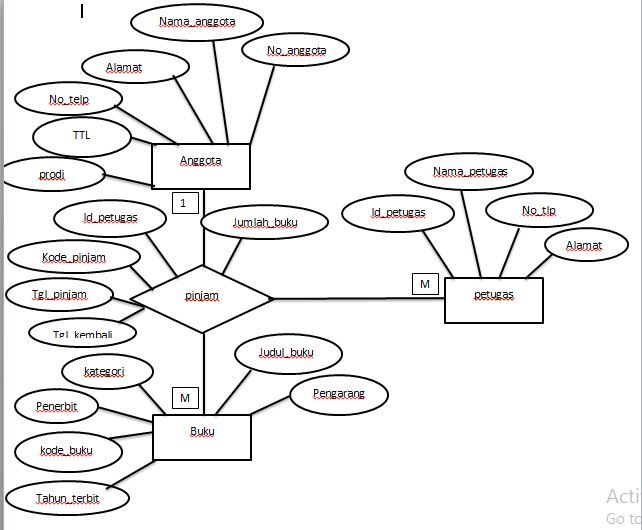 Nama_anggota
No_anggota
Alamat
No_telp
TTL
Anggota
prodi
Nama_petugas
1
Id_petugas
Jumlah_buku
Id_petugas
No_tlp
Alamat
Kode_pinjam
Tgl_pinjam
pinjam
M
petugas
Tgl_kembali
kategori
Judul_buku
M
Penerbit
Pengarang
Buku
kode_buku
Tahun_terbit
Acti
Go to